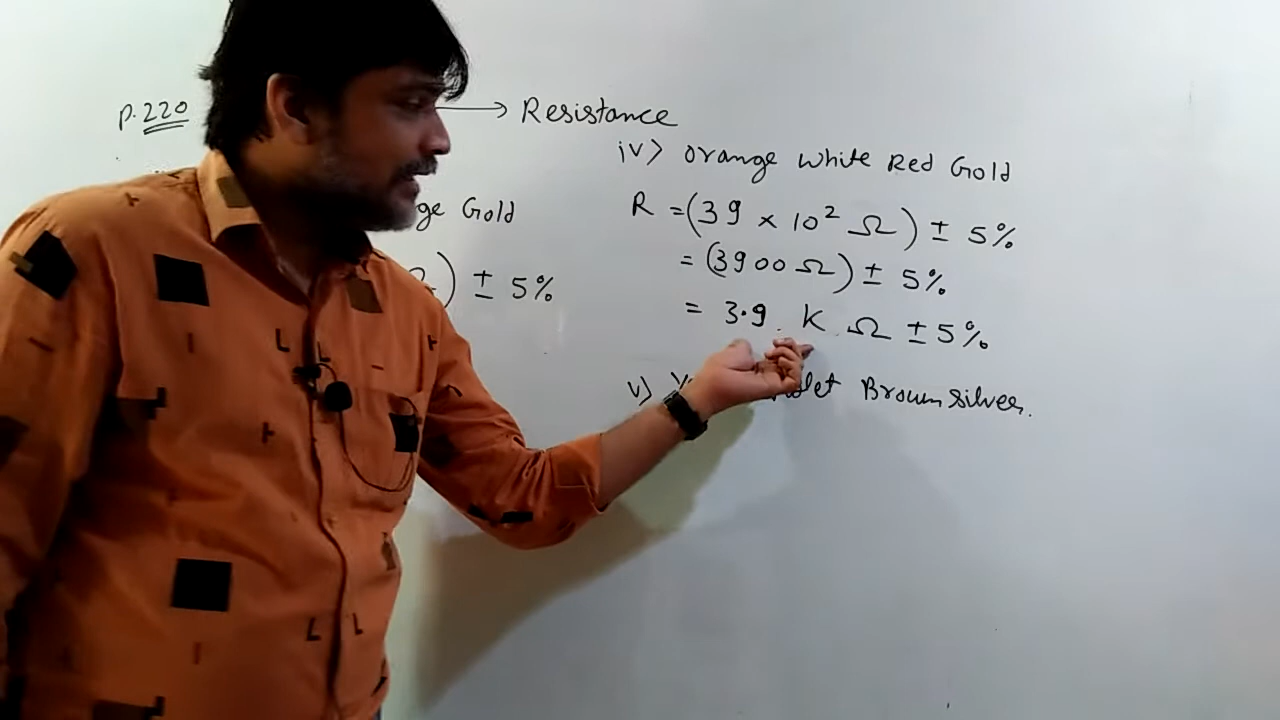 P.220
→ Resistance
ge Gold
) ± 5%
iv) Orange White Red Gold
R = (39 × 10² Ω) ± 5%
= (3900 Ω) ± 5%
= 3.9 K Ω ± 5%
v) Brown silver.